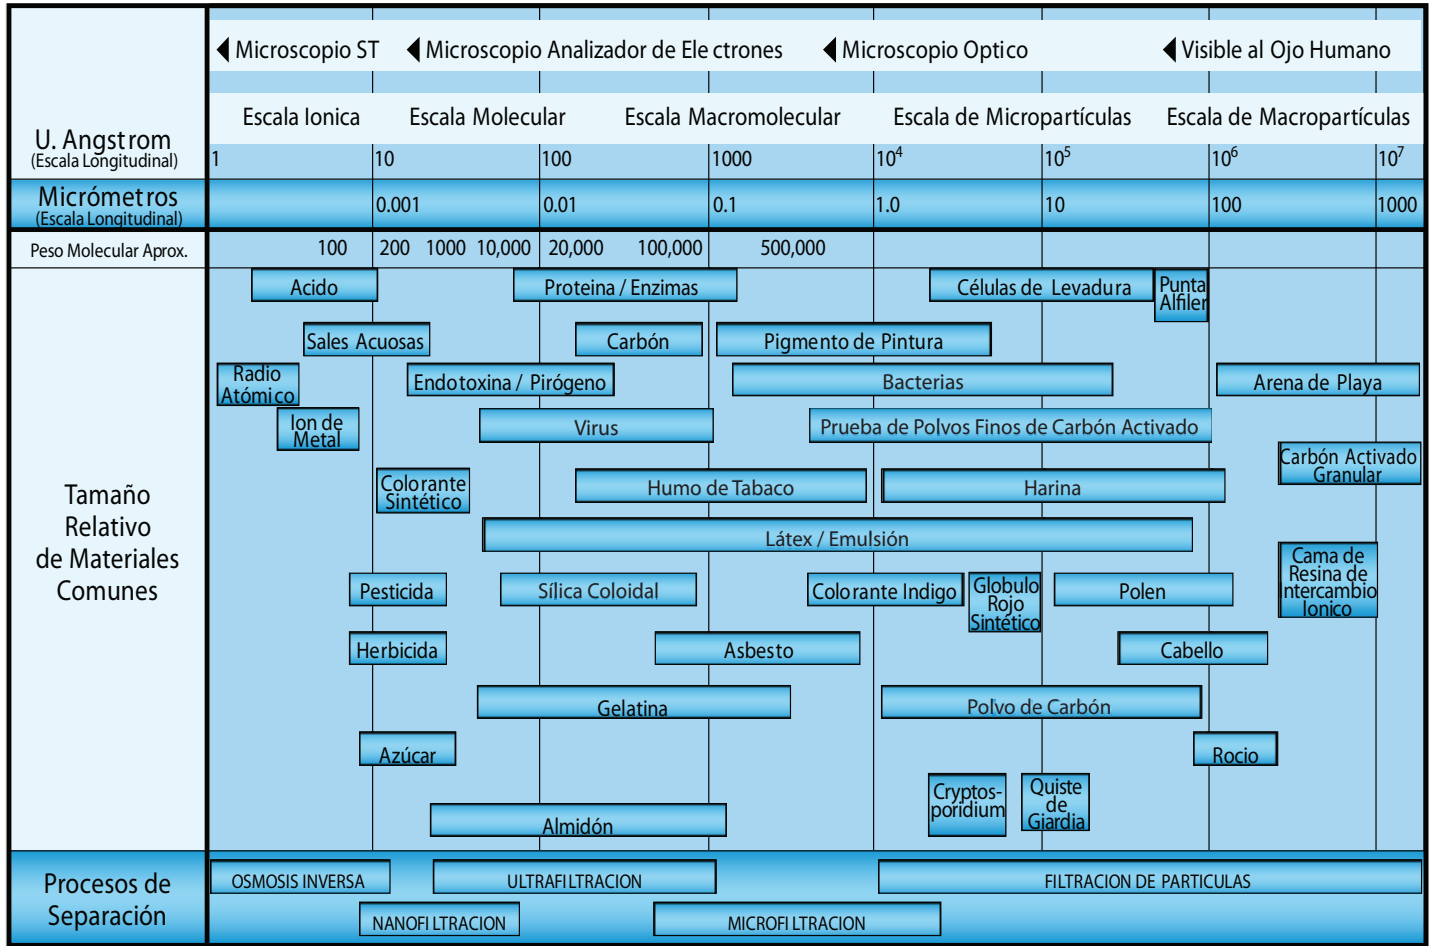 Microscopio ST
Microscopio Analizador de Electrones
Microscopio Optico
Visible al Ojo Humano
Escala Ionica
Escala Molecular
Escala Macromolecular
Escala de Micropartículas
Escala de Macropartículas
U. Angstrom
(Escala Longitudinal)
1
10
100
1000
10⁴
10⁵
10⁶
10⁷
Micrómetros
(Escala Longitudinal)
0.001
0.01
0.1
1.0
10
100
1000
Peso Molecular Aprox.
100
200
1000
10,000
20,000
100,000
500,000
Tamaño
Relativo
de Materiales
Comunes
Acido
Proteina / Enzimas
Células de Levadura
Punta
Alfiler
Sales Acuosas
Carbón
Pigmento de Pintura
Radio
Atómico
Endotoxina / Pirógeno
Bacterias
Arena de Playa
Ion de
Metal
Virus
Prueba de Polvos Finos de Carbón Activado
Carbón Activado
Granular
Colorante
Sintético
Humo de Tabaco
Harina
Látex / Emulsión
Cama de
Resina de
Intercambio
Ionico
Pesticida
Sílica Coloidal
Colorante Indigo
Globulo
Rojo
Sintético
Polen
Herbicida
Asbesto
Cabello
Gelatina
Polvo de Carbón
Azúcar
Rocio
Cryptos-
poridium
Quiste
de
Giardia
Almidón
Procesos de
Separación
OSMOSIS INVERSA
ULTRAFILTRACION
FILTRACION DE PARTICULAS
NANOFILTRACION
MICROFILTRACION